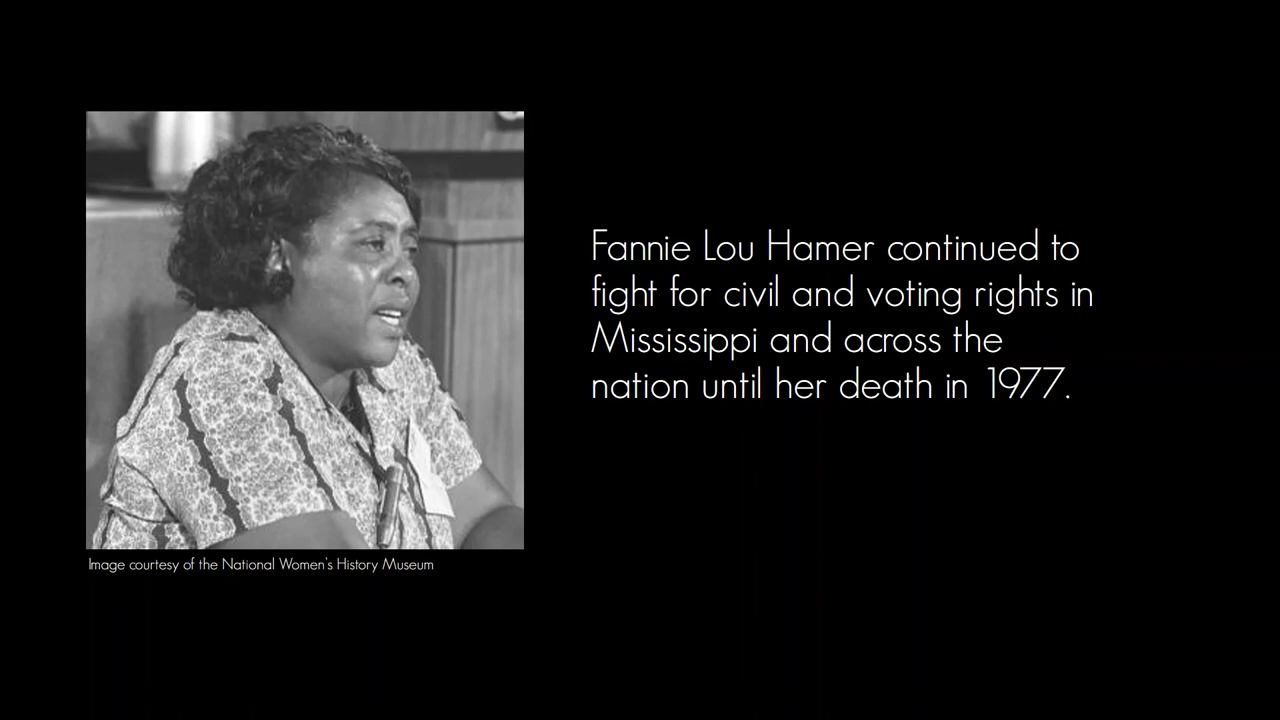 Fannie Lou Hamer continued to
fight for civil and voting rights in
Mississippi and across the
nation until her death in 1977.
Image courtesy of the National Women's History Museum